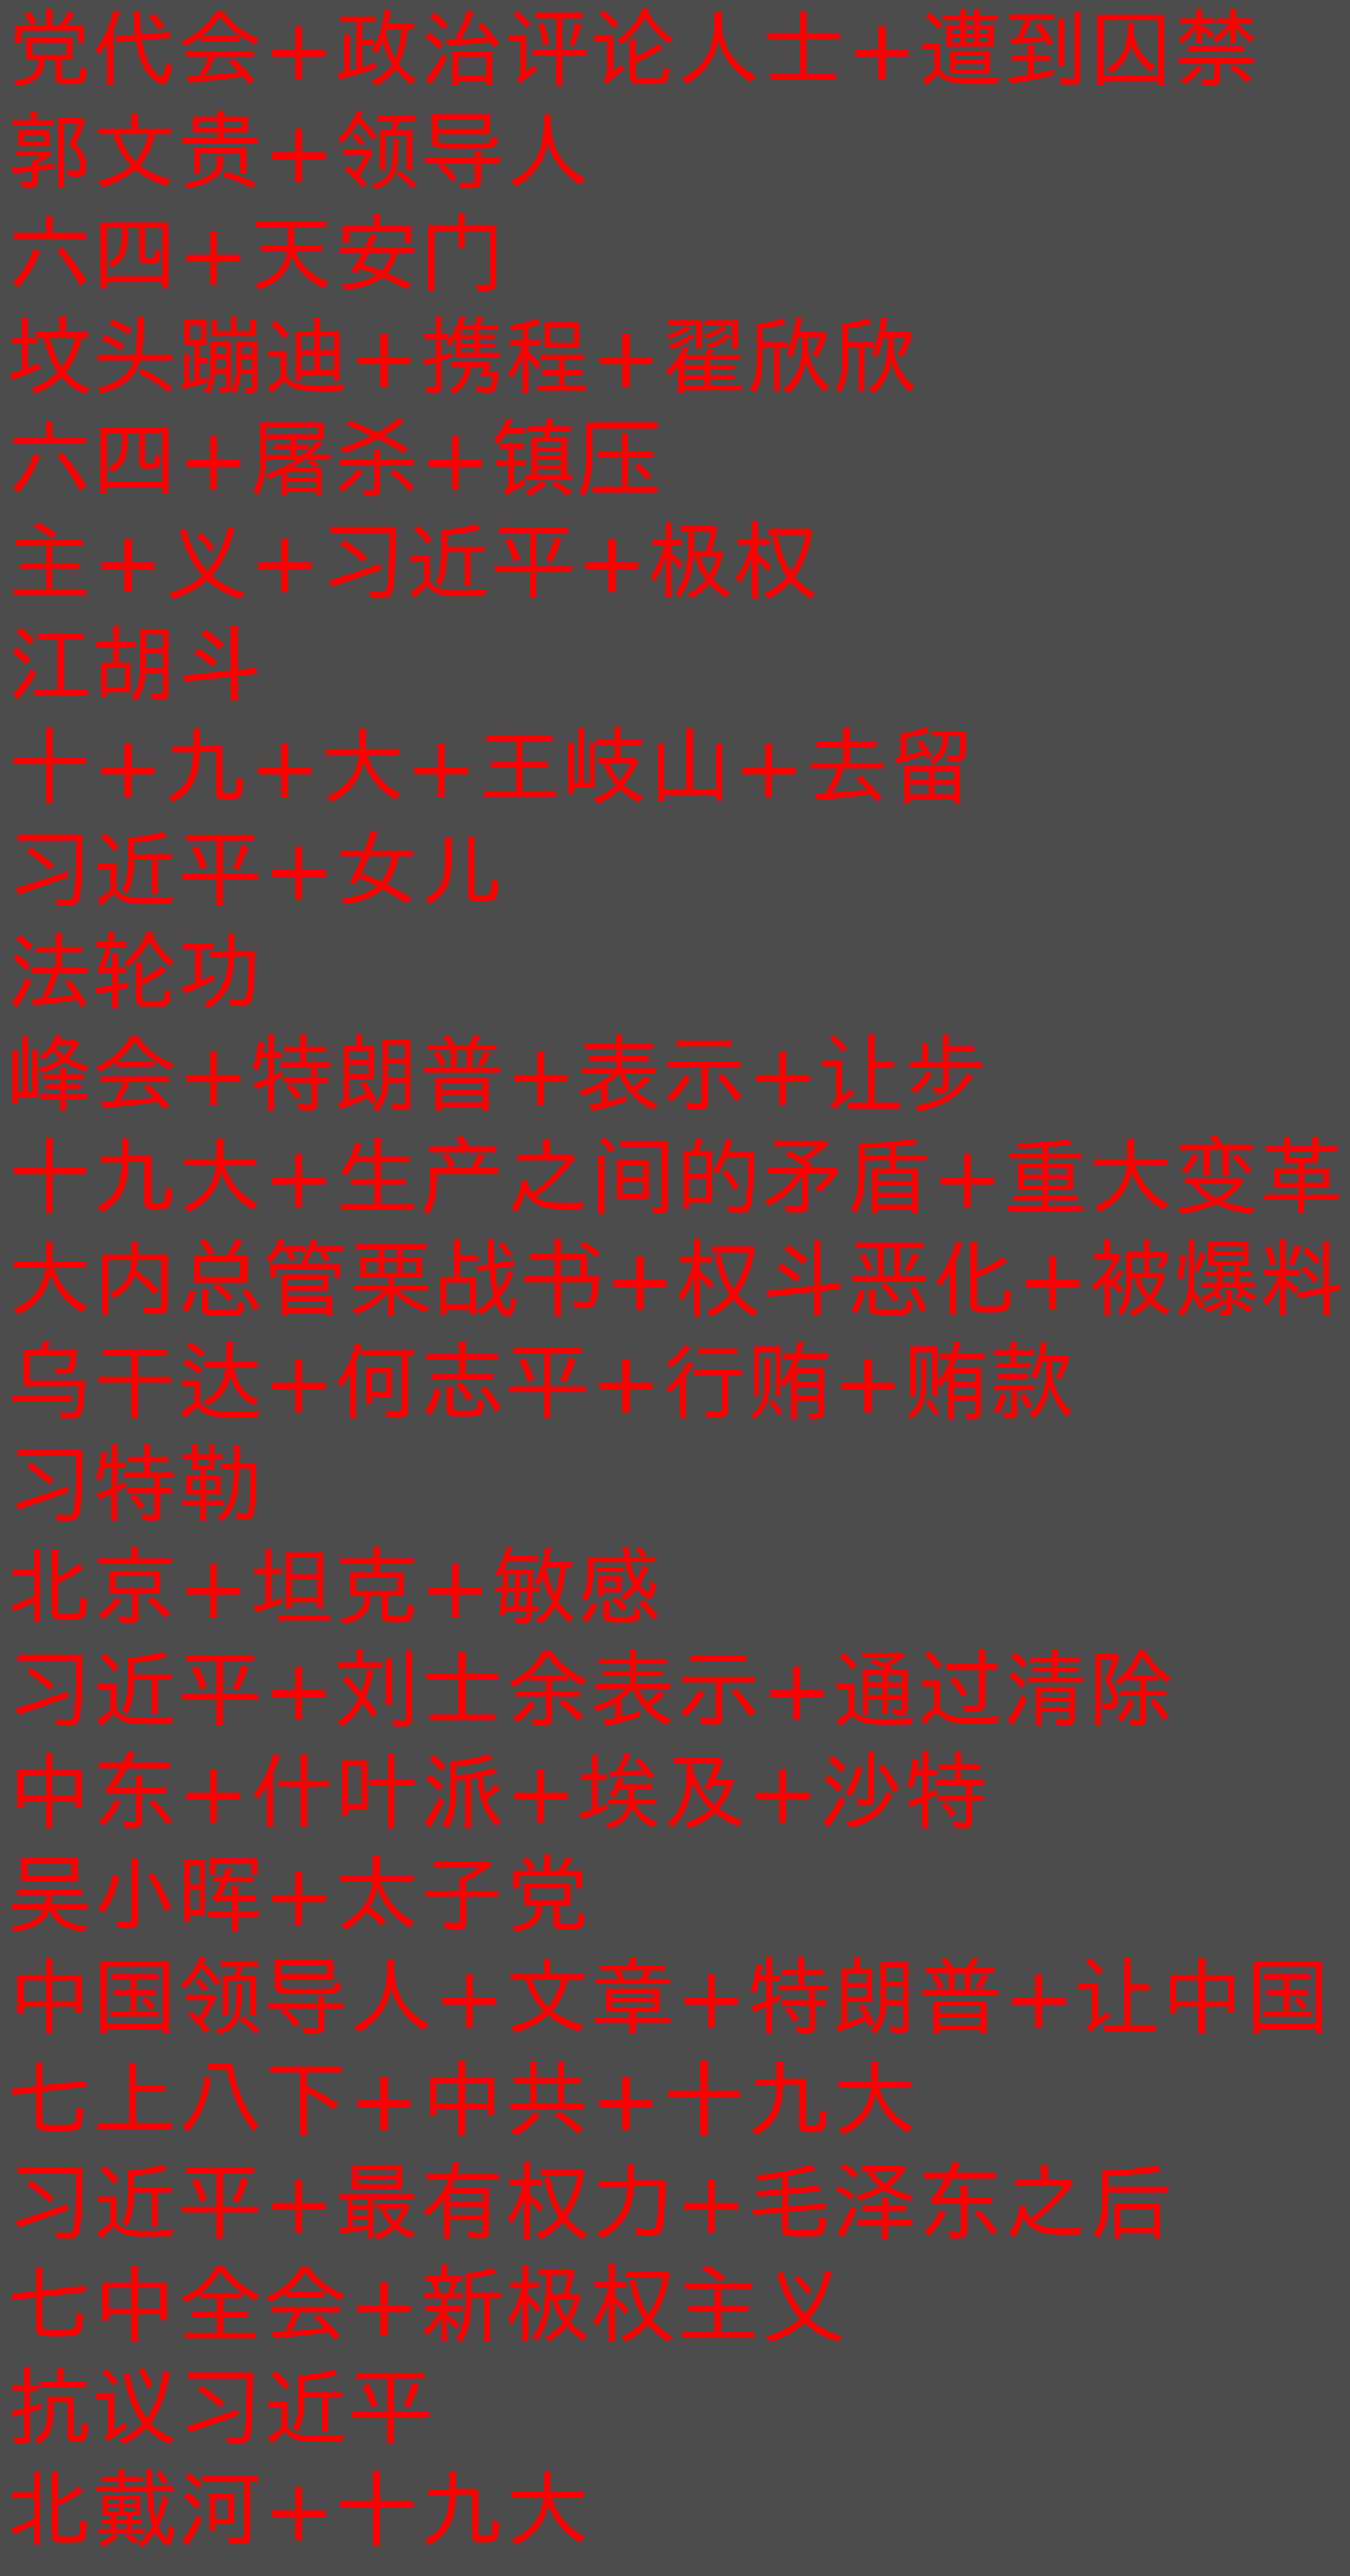 党代会+政治评论人士+遭到囚禁
郭文贵+领导人
六四+天安门
坟头蹦迪+携程+翟欣欣
六四+屠杀+镇压
主+义+习近平+极权
江胡斗
十+九+大+王岐山+去留
习近平+女儿
法轮功
峰会+特朗普+表示+让步
十九大+生产之间的矛盾+重大变革
大内总管栗战书+权斗恶化+被爆料
乌干达+何志平+行贿+贿款
习特勒
北京+坦克+敏感
习近平+刘士余表示+通过清除
中东+什叶派+埃及+沙特
吴小晖+太子党
中国领导人+文章+特朗普+让中国
七上八下+中共+十九大
习近平+最有权力+毛泽东之后
七中全会+新极权主义
抗议习近平
北戴河+十九大